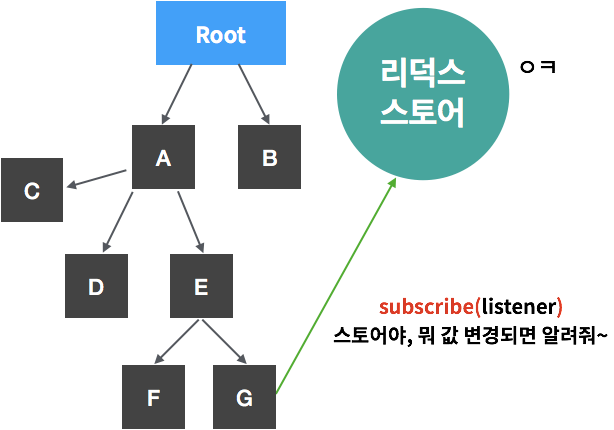 Root
리덕스
스토어
ㅇㅋ
A
B
C
D
E
subscribe(listener)
스토어야, 뭐 값 변경되면 알려줘~
F
G